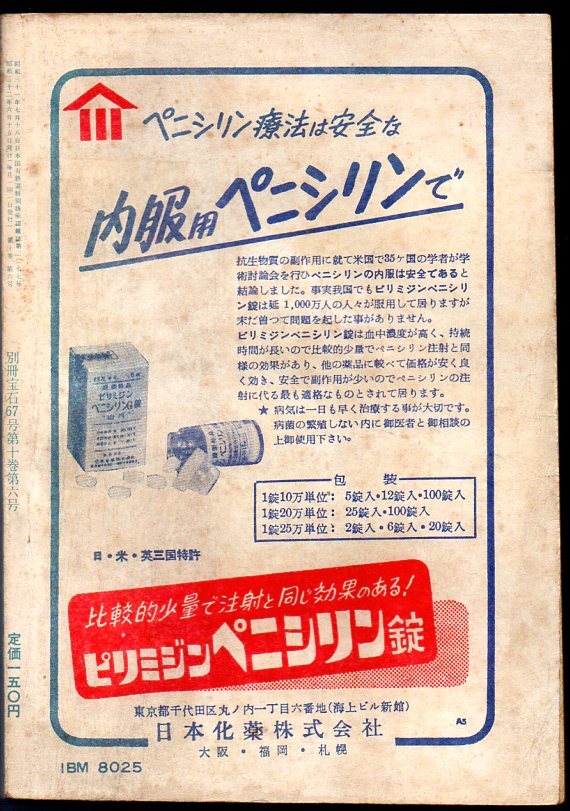 ペニシリン療法は安全な
内服用ペニシリンで
抗生物質の副作用に就て米国で35ヶ国の学者が学
術討論会を行ひペニシリンの内服は安全であると
結論しました。事実我国でもピリミジンペニシリ
ン錠は延1,000万人の人々が服用して居りますが
未だ曽つて問題を起した事がありません。
ピリミジンペニシリン錠は血中濃度が高く、持続
時間が長いので比較的少量でペニシリン注射と同
様の効果があり、他の薬品に較べて価格が安く良
く効き、安全で副作用が少いのでペニシリンの注
射に代る最も適格なものとされて居ります。
★ 病気は一日も早く治療する事が大切です。
病菌の繁殖しない内に御医者と御相談の
上御使用下さい。
ピリミジン
ペニシリンG錠
包装
1錠10万単位: 5錠入・12錠入・100錠入
1錠20万単位: 25錠入・100錠入
1錠25万単位: 2錠入・6錠入・20錠入
日・米・英三国特許
比較的少量で注射と同じ効果のある!
ピリミジンペニシリン錠
東京都千代田区丸ノ内一丁目六番地(海上ビル新館)
日本化薬株式会社
大阪・福岡・札幌
A5
IBM 8025
別冊宝石67号第十巻第六号
定価一五〇円